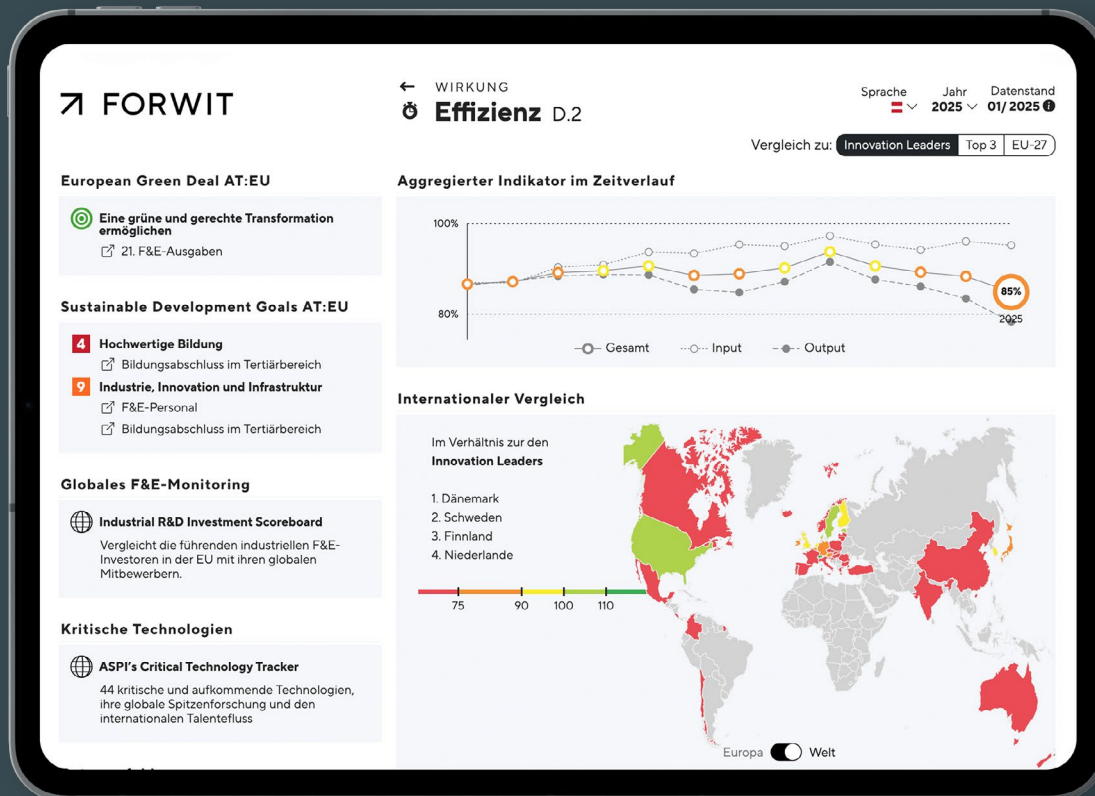 FORWIT
WIRKUNG
Effizienz D.2
Sprache
Jahr
2025
Datenstand
01/2025
Vergleich zu: Innovation Leaders Top 3 EU-27
European Green Deal AT:EU
Eine grüne und gerechte Transformation
ermöglichen
21. F&E-Ausgaben
Sustainable Development Goals AT:EU
4 Hochwertige Bildung
Bildungsabschluss im Tertiärbereich
9 Industrie, Innovation und Infrastruktur
F&E-Personal
Bildungsabschluss im Tertiärbereich
Globales F&E-Monitoring
Industrial R&D Investment Scoreboard
Vergleicht die führenden industriellen F&E-
Investoren in der EU mit ihren globalen
Mitbewerbern.
Kritische Technologien
ASPI's Critical Technology Tracker
44 kritische und aufkommende Technologien,
ihre globale Spitzenforschung und den
internationalen Talentefluss
Aggregierter Indikator im Zeitverlauf
100%
80%
85%
2025
Gesamt Input Output
Internationaler Vergleich
Im Verhältnis zur den
Innovation Leaders
1. Dänemark
2. Schweden
3. Finnland
4. Niederlande
75 90 100 110
Europa Welt